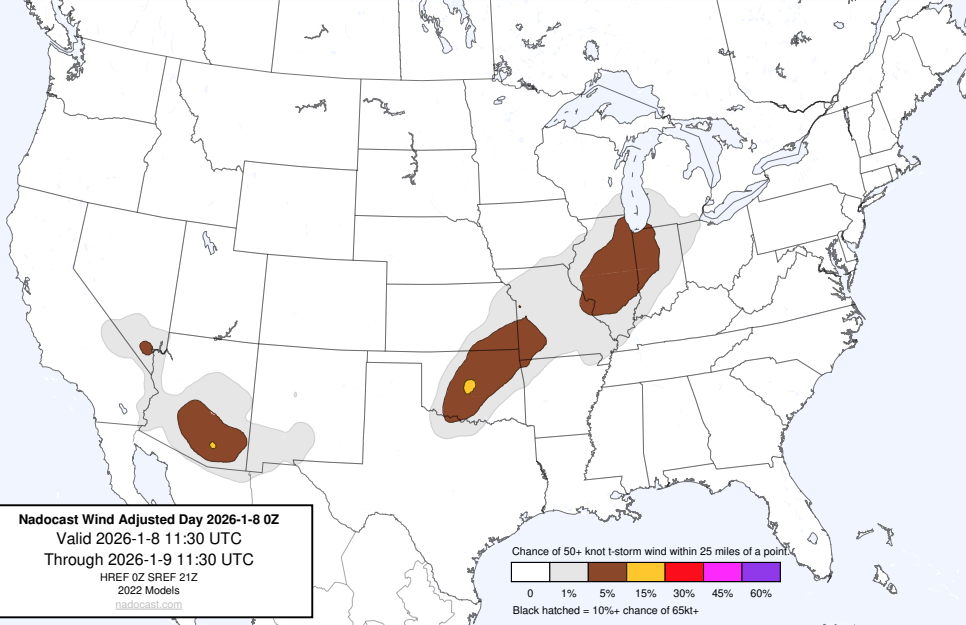 Nadocast Wind Adjusted Day 2026-1-8 0Z
Valid 2026-1-8 11:30 UTC
Through 2026-1-9 11:30 UTC
HREF 0Z SREF 21Z
2022 Models
nadocast.com
Chance of 50+ knot t-storm wind within 25 miles of a point.
0 1% 5% 15% 30% 45% 60%
Black hatched = 10%+ chance of 65kt+